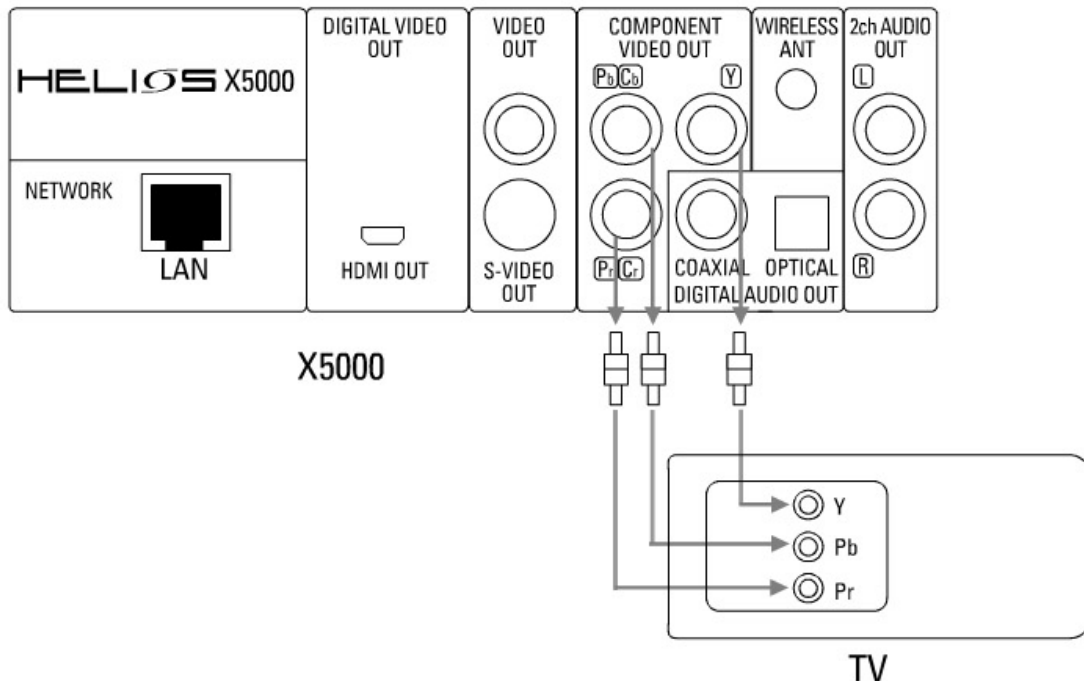 HELIOS X5000
NETWORK
LAN
DIGITAL VIDEO
OUT
HDMI OUT
VIDEO
OUT
S-VIDEO
OUT
COMPONENT
VIDEO OUT
Pb Cb
Y
Pr Cr
WIRELESS
ANT
COAXIAL OPTICAL
DIGITAL AUDIO OUT
2ch AUDIO
OUT
L
R
X5000
Y
Pb
Pr
TV